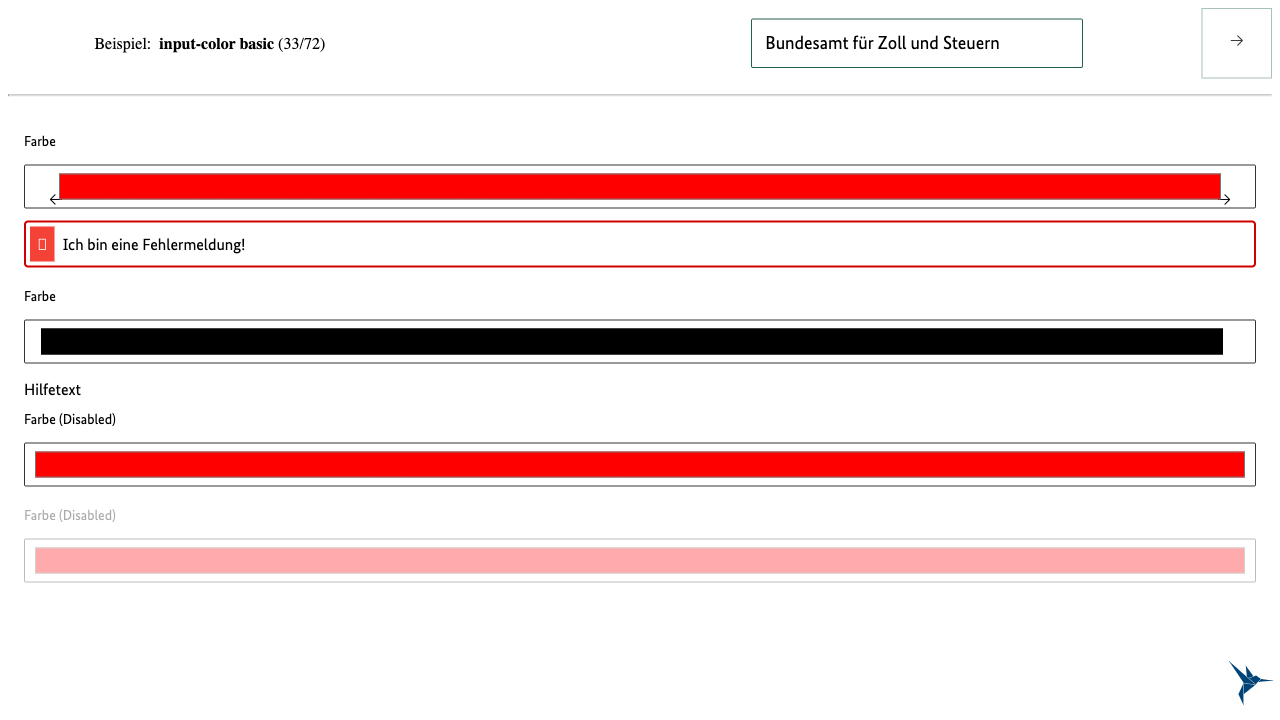 Beispiel: input-color basic (33/72)
Bundesamt für Zoll und Steuern
→
Farbe
← →
Ich bin eine Fehlermeldung!
Farbe
Hilfetext
Farbe (Disabled)
Farbe (Disabled)